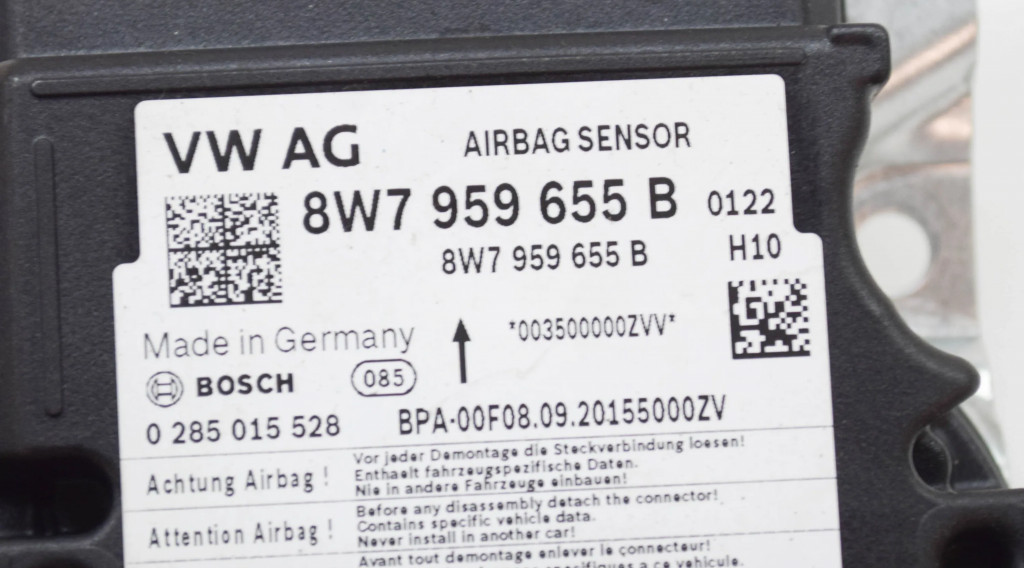 VW AG AIRBAG SENSOR
8W7 959 655 B 0122
8W7 959 655 B H10
*003500000ZVV*
Made in Germany
BOSCH 085
0 285 015 528 BPA-00F08.09.20155000ZV
Achtung Airbag !
Vor jeder Demontage die Steckverbindung loesen!
Enthaelt fahrzeugspezifische Daten.
Nie in andere Fahrzeuge einbauen!
Attention Airbag !
Before any disassembly detach the connector!
Contains specific vehicle data.
Never install in another car!
Avant tout demontage enlever le connecteur!
specifiques a ce vehicule.